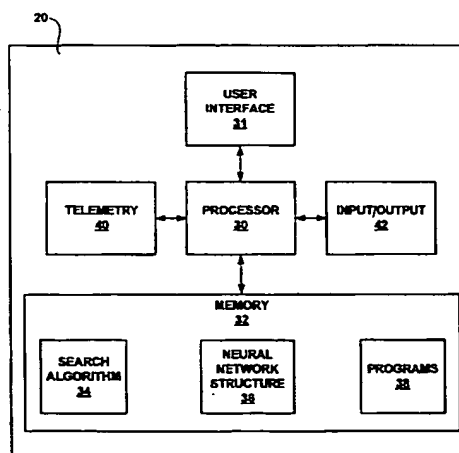 20
USER
INTERFACE
31
TELEMETRY
40
PROCESSOR
30
INPUT/OUTPUT
42
MEMORY
32
SEARCH
ALGORITHM
34
NEURAL
NETWORK
STRUCTURE
36
PROGRAMS
38